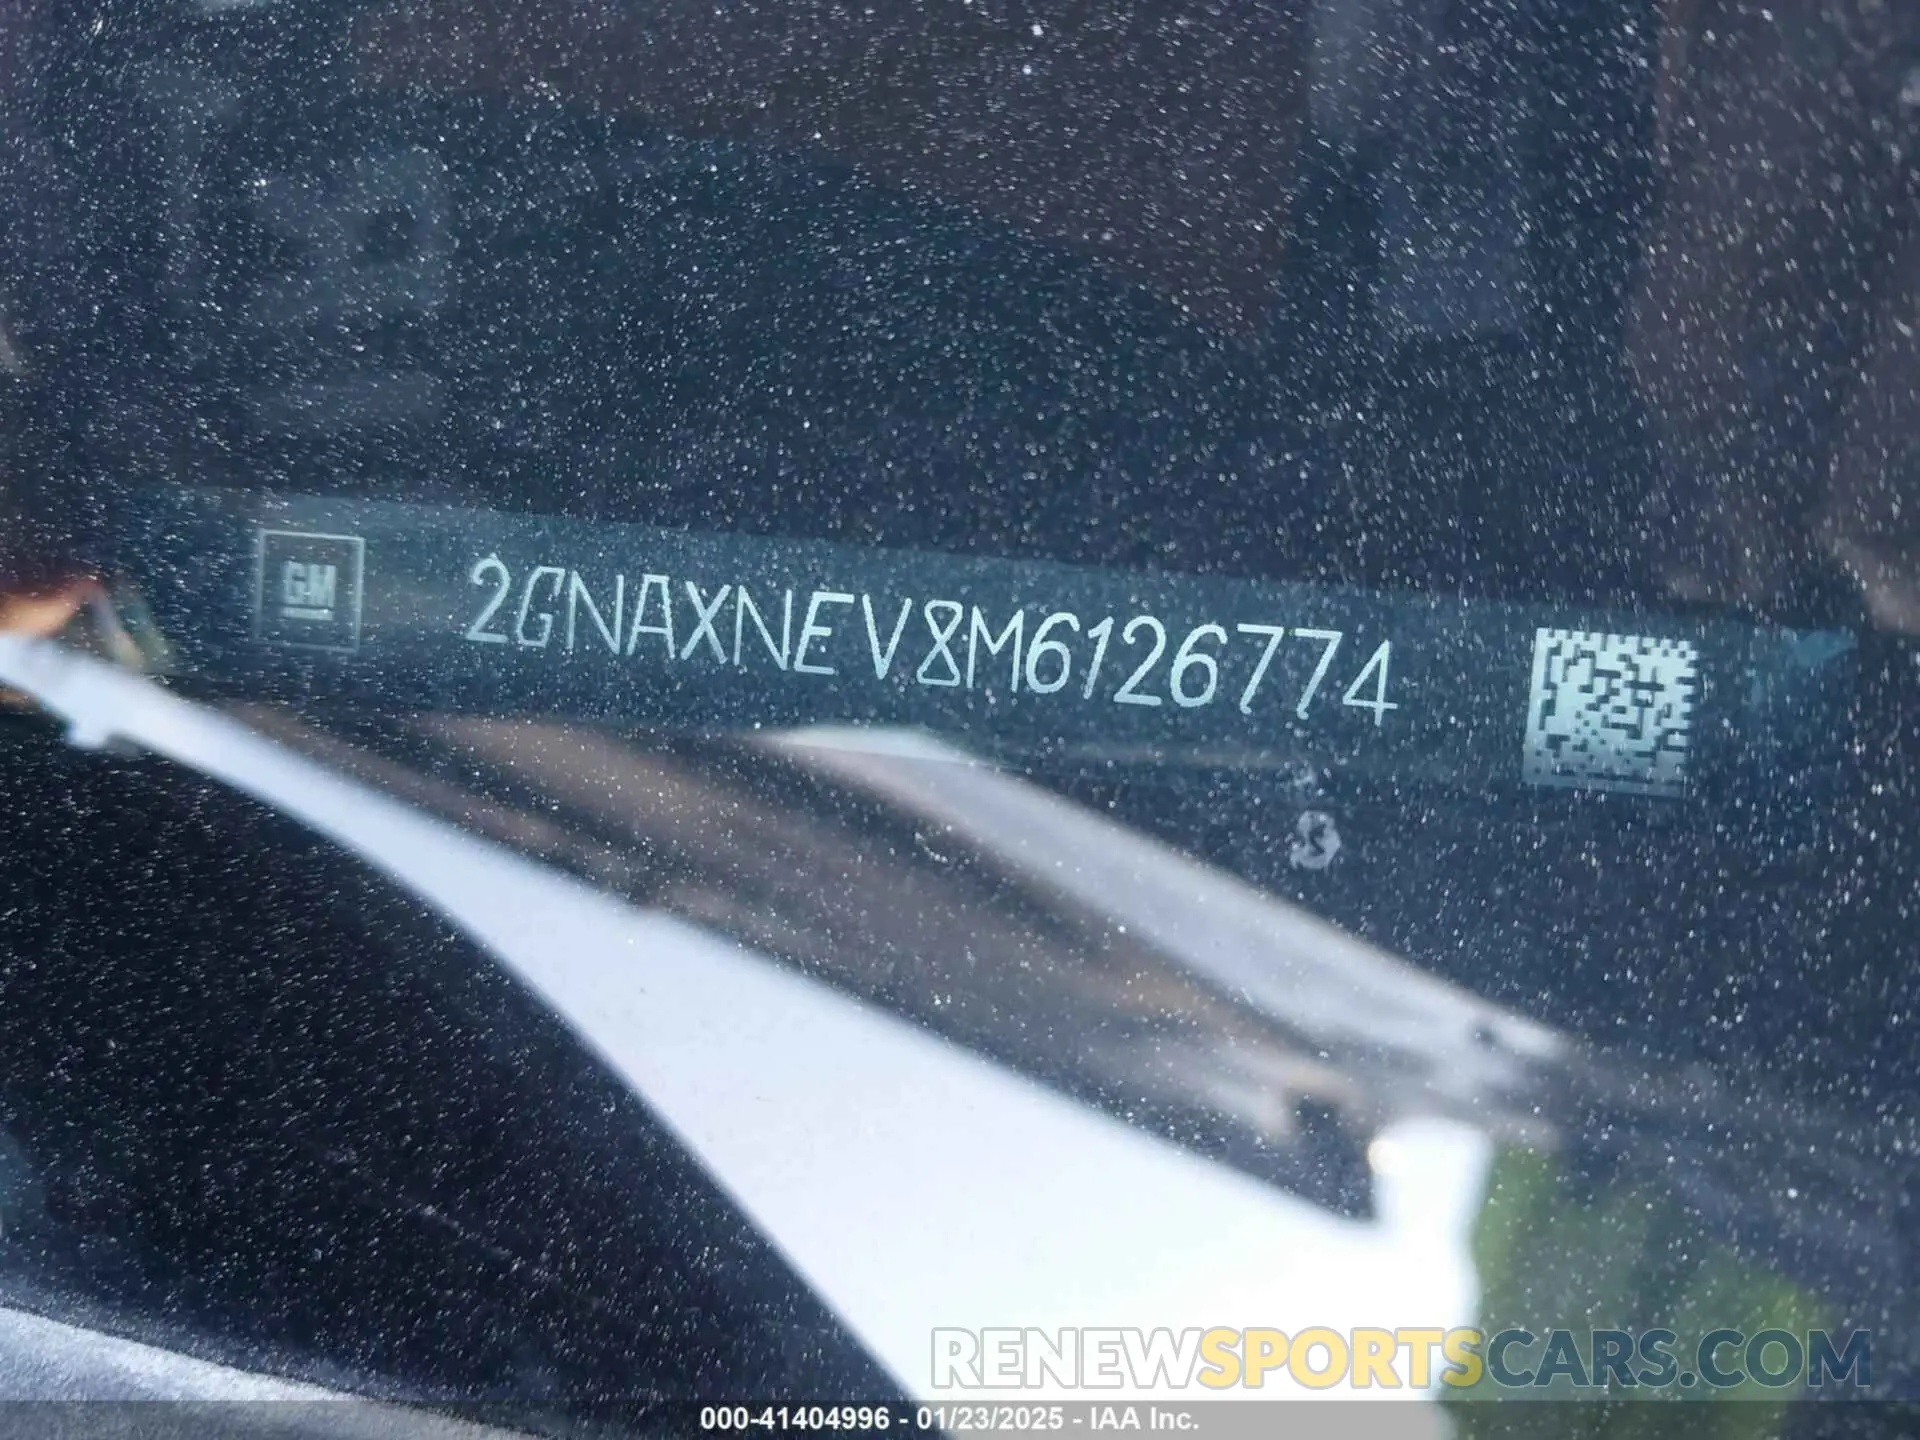 GM
2GNAXNEV8M6126774
RENEWSPORTSCARS.COM
000-41404996 - 01/23/2025 - IAA Inc.